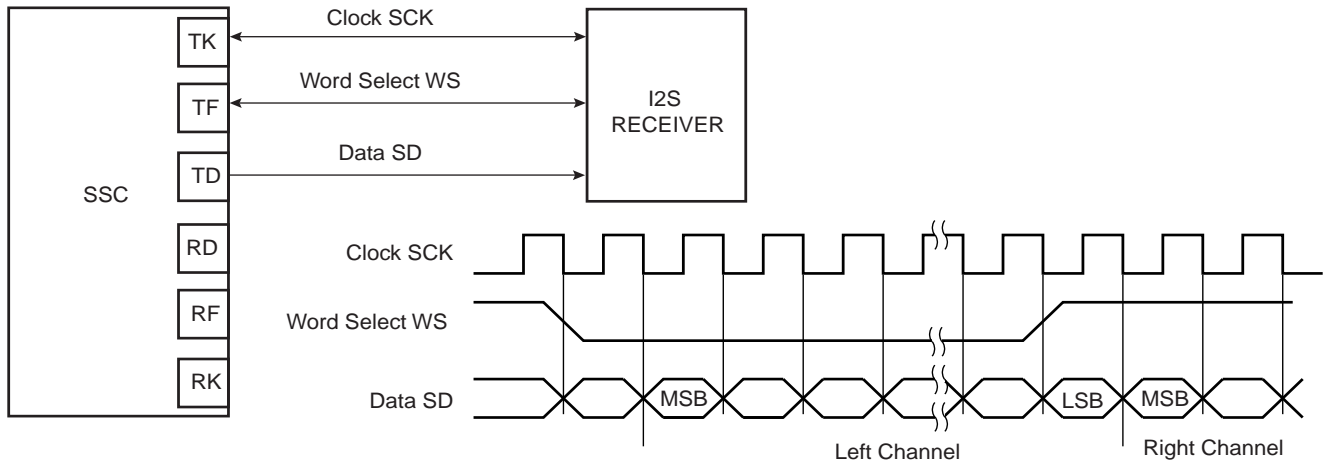 Clock SCK
TK
Word Select WS
TF
I2S
RECEIVER
Data SD
TD
SSC
RD
Clock SCK
RF
Word Select WS
RK
Data SD
MSB
LSB
MSB
Left Channel
Right Channel